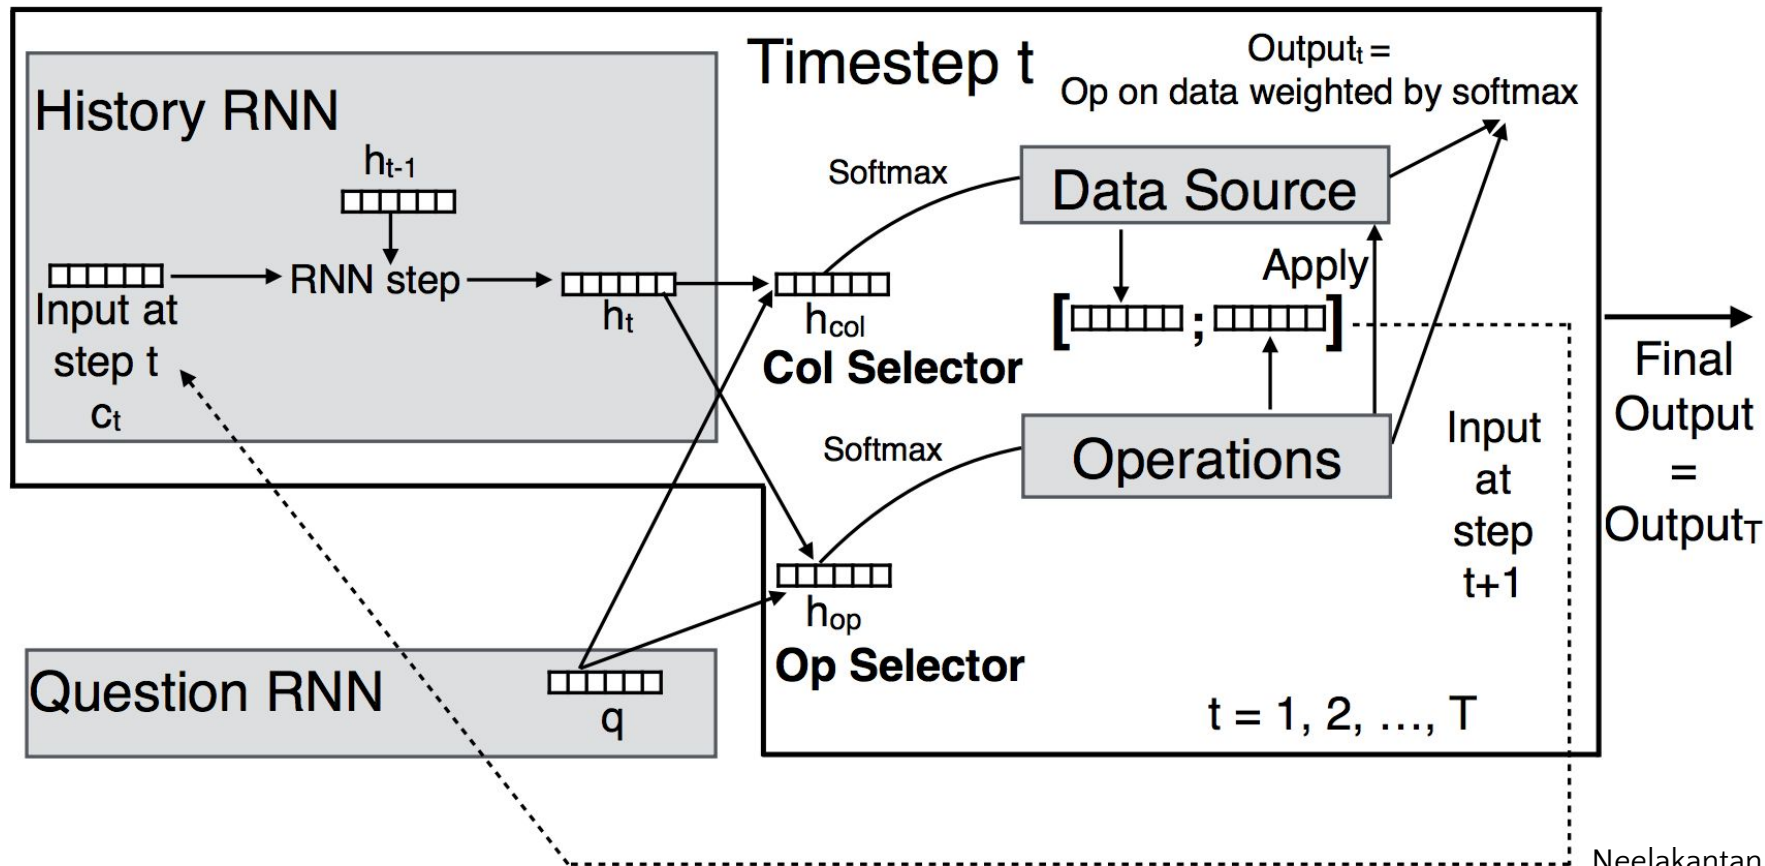 Timestep t
Output_t =
Op on data weighted by softmax
History RNN
h_t-1
RNN step
Input at
step t
c_t
h_t
Softmax
Data Source
h_col
Col Selector
Apply
[ ; ]
Softmax
Operations
Input
at
step
t+1
Final
Output
=
Output_T
h_op
Op Selector
Question RNN
q
t = 1, 2, ..., T
Neelakantan